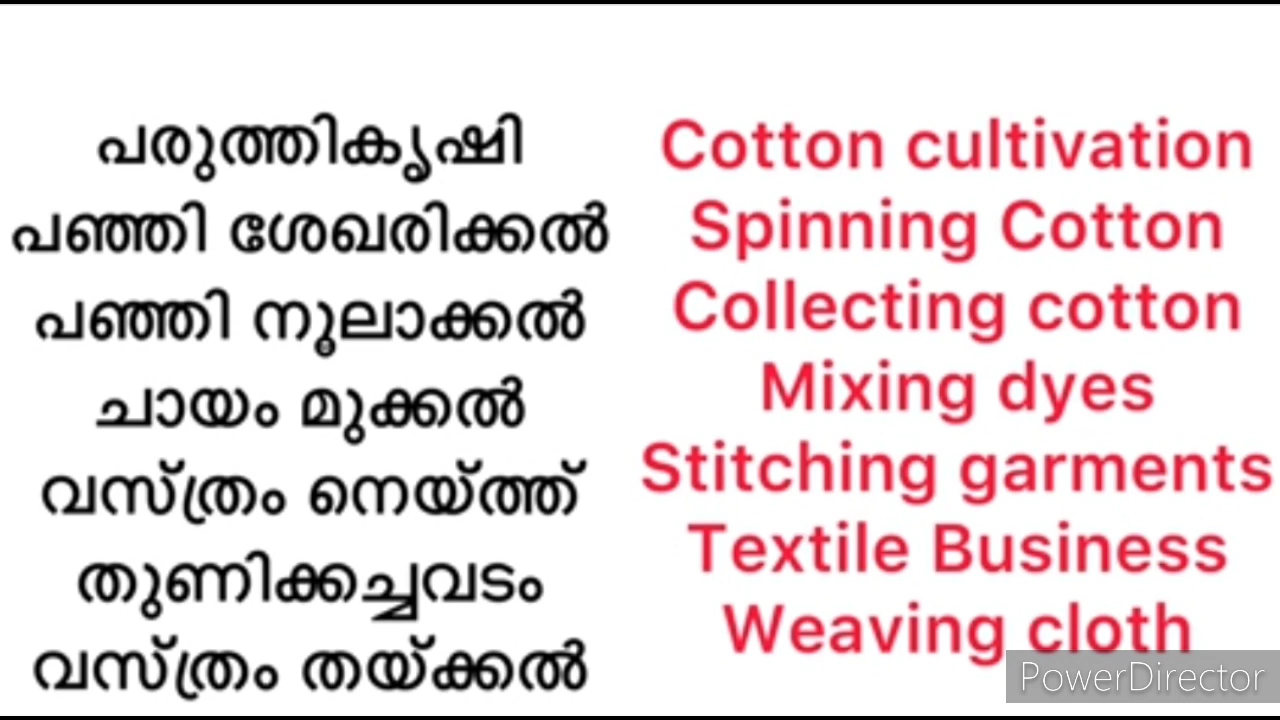 പരുത്തികൃഷി
പഞ്ഞി ശേഖരിക്കൽ
പഞ്ഞി നൂലാക്കൽ
ചായം മുക്കൽ
വസ്ത്രം നെയ്ത്ത്
തുണിക്കച്ചവടം
വസ്ത്രം തയ്ക്കൽ
Cotton cultivation
Spinning Cotton
Collecting cotton
Mixing dyes
Stitching garments
Textile Business
Weaving cloth
PowerDirector